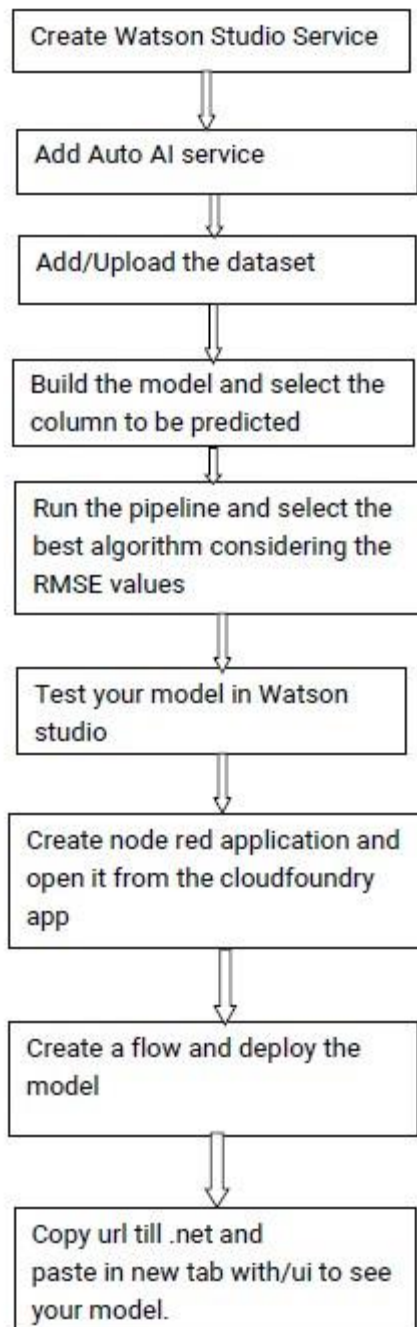 Create Watson Studio Service
Add Auto AI service
Add/Upload the dataset
Build the model and select the
column to be predicted
Run the pipeline and select the
best algorithm considering the
RMSE values
Test your model in Watson
studio
Create node red application and
open it from the cloudfoundry
app
Create a flow and deploy the
model
Copy url till .net and
paste in new tab with/ui to see
your model.